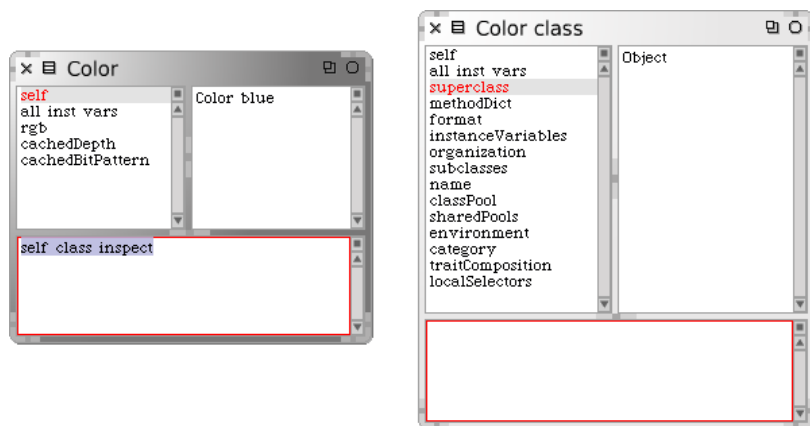 Color
self
all inst vars
rgb
cachedDepth
cachedBitPattern
Color blue
self class inspect
Color class
self
all inst vars
superclass
methodDict
format
instanceVariables
organization
subclasses
name
classPool
sharedPools
environment
category
traitComposition
localSelectors
Object